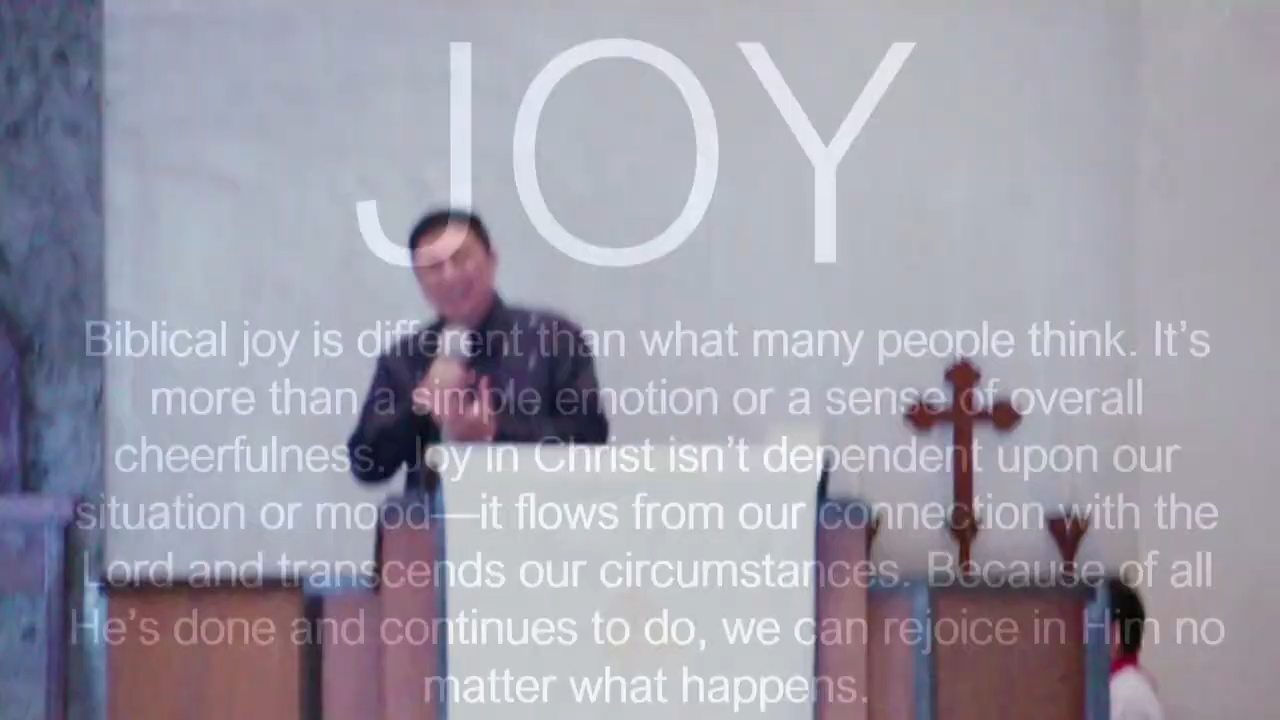 JOY
Biblical joy is different than what many people think. It’s
more than a simple emotion or a sense of overall
cheerfulness. Joy in Christ isn’t dependent upon our
situation or mood—it flows from our connection with the
Lord and transcends our circumstances. Because of all
He’s done and continues to do, we can rejoice in Him no
matter what happens.